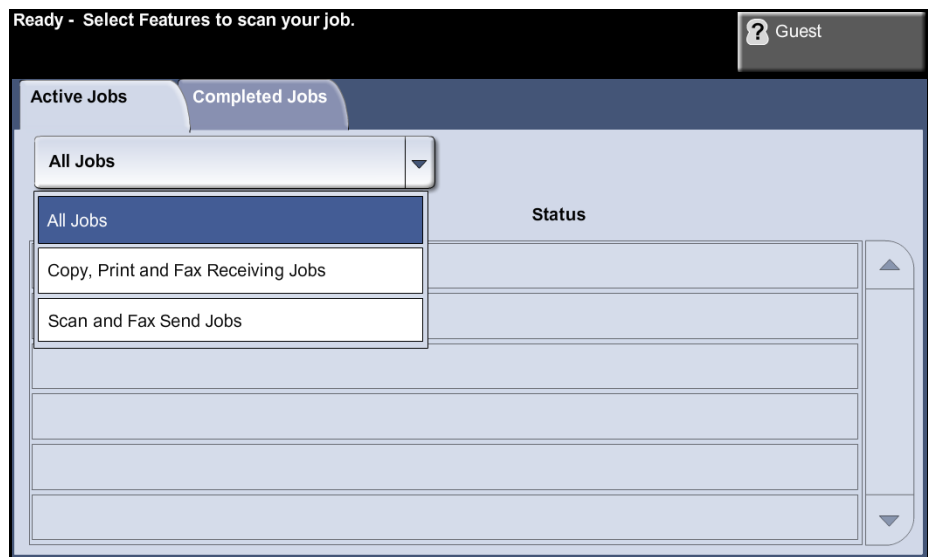 Ready -  Select Features to scan your job.
? Guest
Active Jobs
Completed Jobs
All Jobs
All Jobs
Status
Copy, Print and Fax Receiving Jobs
Scan and Fax Send Jobs